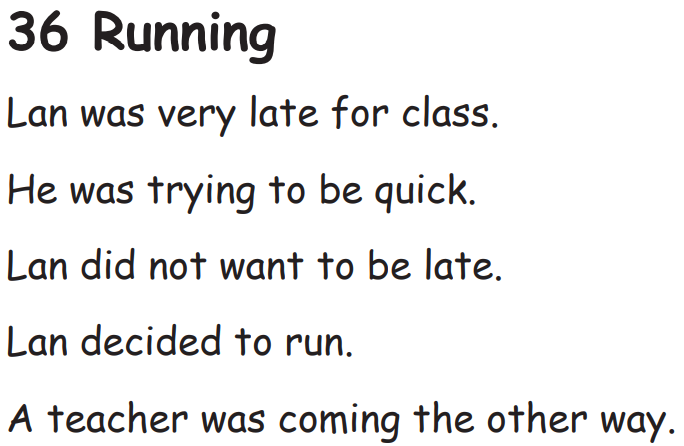 36 Running
Lan was very late for class.
He was trying to be quick.
Lan did not want to be late.
Lan decided to run.
A teacher was coming the other way.